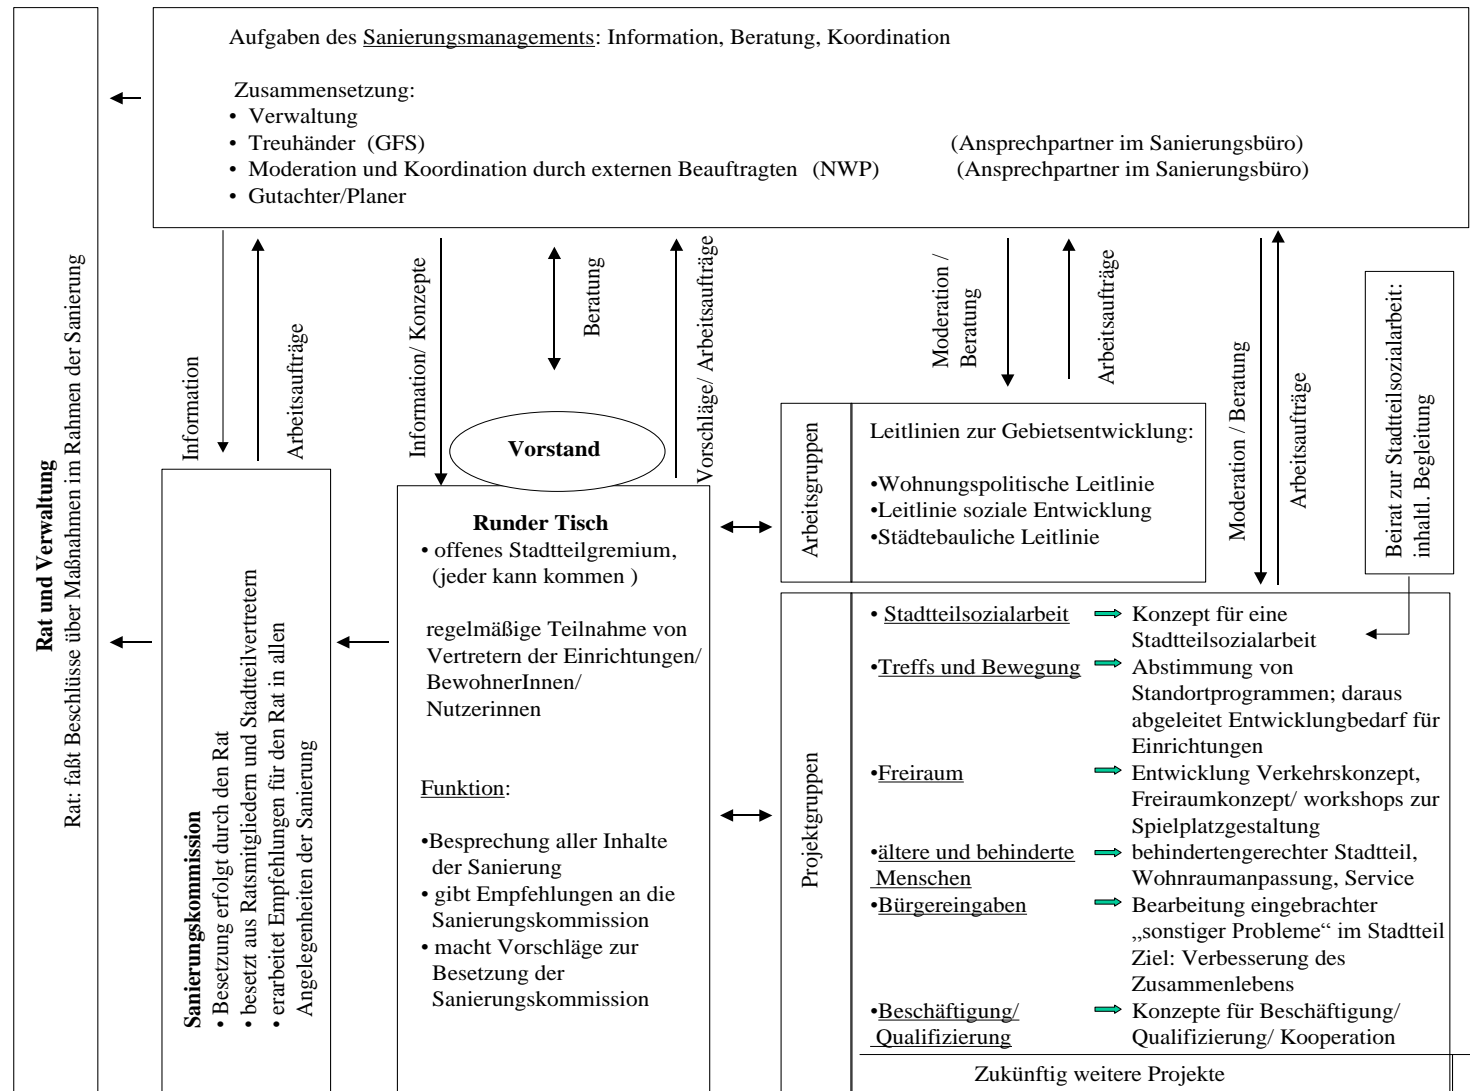 Aufgaben des Sanierungsmanagements: Information, Beratung, Koordination
Zusammensetzung:
• Verwaltung
• Treuhänder (GFS) (Ansprechpartner im Sanierungsbüro)
• Moderation und Koordination durch externen Beauftragten (NWP) (Ansprechpartner im Sanierungsbüro)
• Gutachter/Planer
Rat und Verwaltung
Rat: faßt Beschlüsse über Maßnahmen im Rahmen der Sanierung
Information
Arbeitsaufträge
Information/ Konzepte
Beratung
Vorschläge/ Arbeitsaufträge
Moderation /
Beratung
Arbeitsaufträge
Moderation / Beratung
Arbeitsaufträge
Beirat zur Stadtteilsozialarbeit:
inhaltl. Begleitung
Sanierungskommission
• Besetzung erfolgt durch den Rat
• besetzt aus Ratsmitgliedern und Stadtteilvertretern
• erarbeitet Empfehlungen für den Rat in allen
Angelegenheiten der Sanierung
Vorstand
Runder Tisch
• offenes Stadtteilgremium,
(jeder kann kommen )
regelmäßige Teilnahme von
Vertretern der Einrichtungen/
BewohnerInnen/
Nutzerinnen
Funktion:
•Besprechung aller Inhalte
der Sanierung
• gibt Empfehlungen an die
Sanierungskommission
• macht Vorschläge zur
Besetzung der
Sanierungskommission
Arbeitsgruppen
Leitlinien zur Gebietsentwicklung:
•Wohnungspolitische Leitlinie
•Leitlinie soziale Entwicklung
•Städtebauliche Leitlinie
Projektgruppen
• Stadtteilsozialarbeit Konzept für eine
Stadtteilsozialarbeit
•Treffs und Bewegung Abstimmung von
Standortprogrammen; daraus
abgeleitet Entwicklungbedarf für
Einrichtungen
•Freiraum Entwicklung Verkehrskonzept,
Freiraumkonzept/ workshops zur
Spielplatzgestaltung
•ältere und behinderte behindertengerechter Stadtteil,
Menschen Wohnraumanpassung, Service
•Bürgereingaben Bearbeitung eingebrachter
„sonstiger Probleme“ im Stadtteil
Ziel: Verbesserung des
Zusammenlebens
•Beschäftigung/ Konzepte für Beschäftigung/
Qualifizierung Qualifizierung/ Kooperation
Zukünftig weitere Projekte